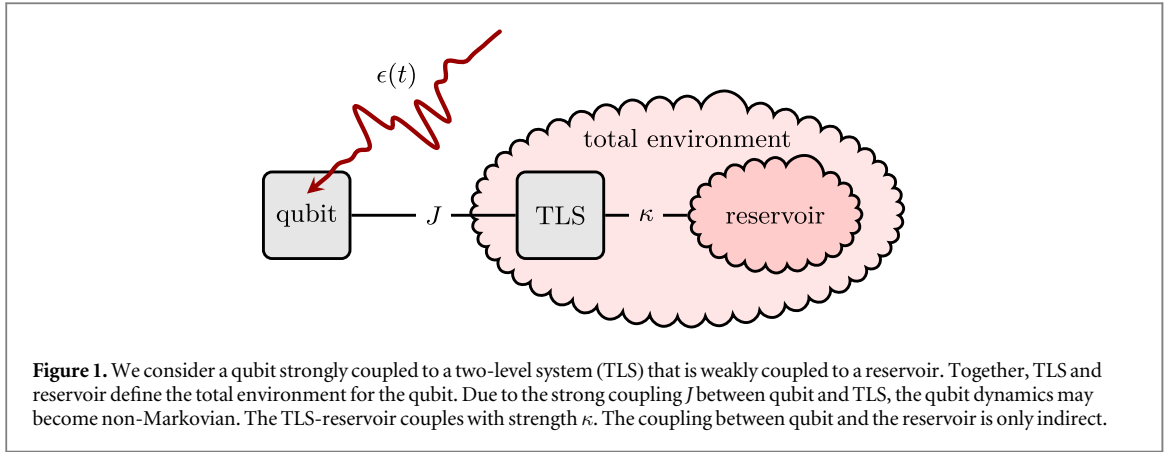 ϵ(t)
total environment
qubit J TLS κ reservoir
Figure 1. We consider a qubit strongly coupled to a two-level system (TLS) that is weakly coupled to a reservoir. Together, TLS and
reservoir define the total environment for the qubit. Due to the strong coupling J between qubit and TLS, the qubit dynamics may
become non-Markovian. The TLS-reservoir couples with strength κ. The coupling between qubit and the reservoir is only indirect.